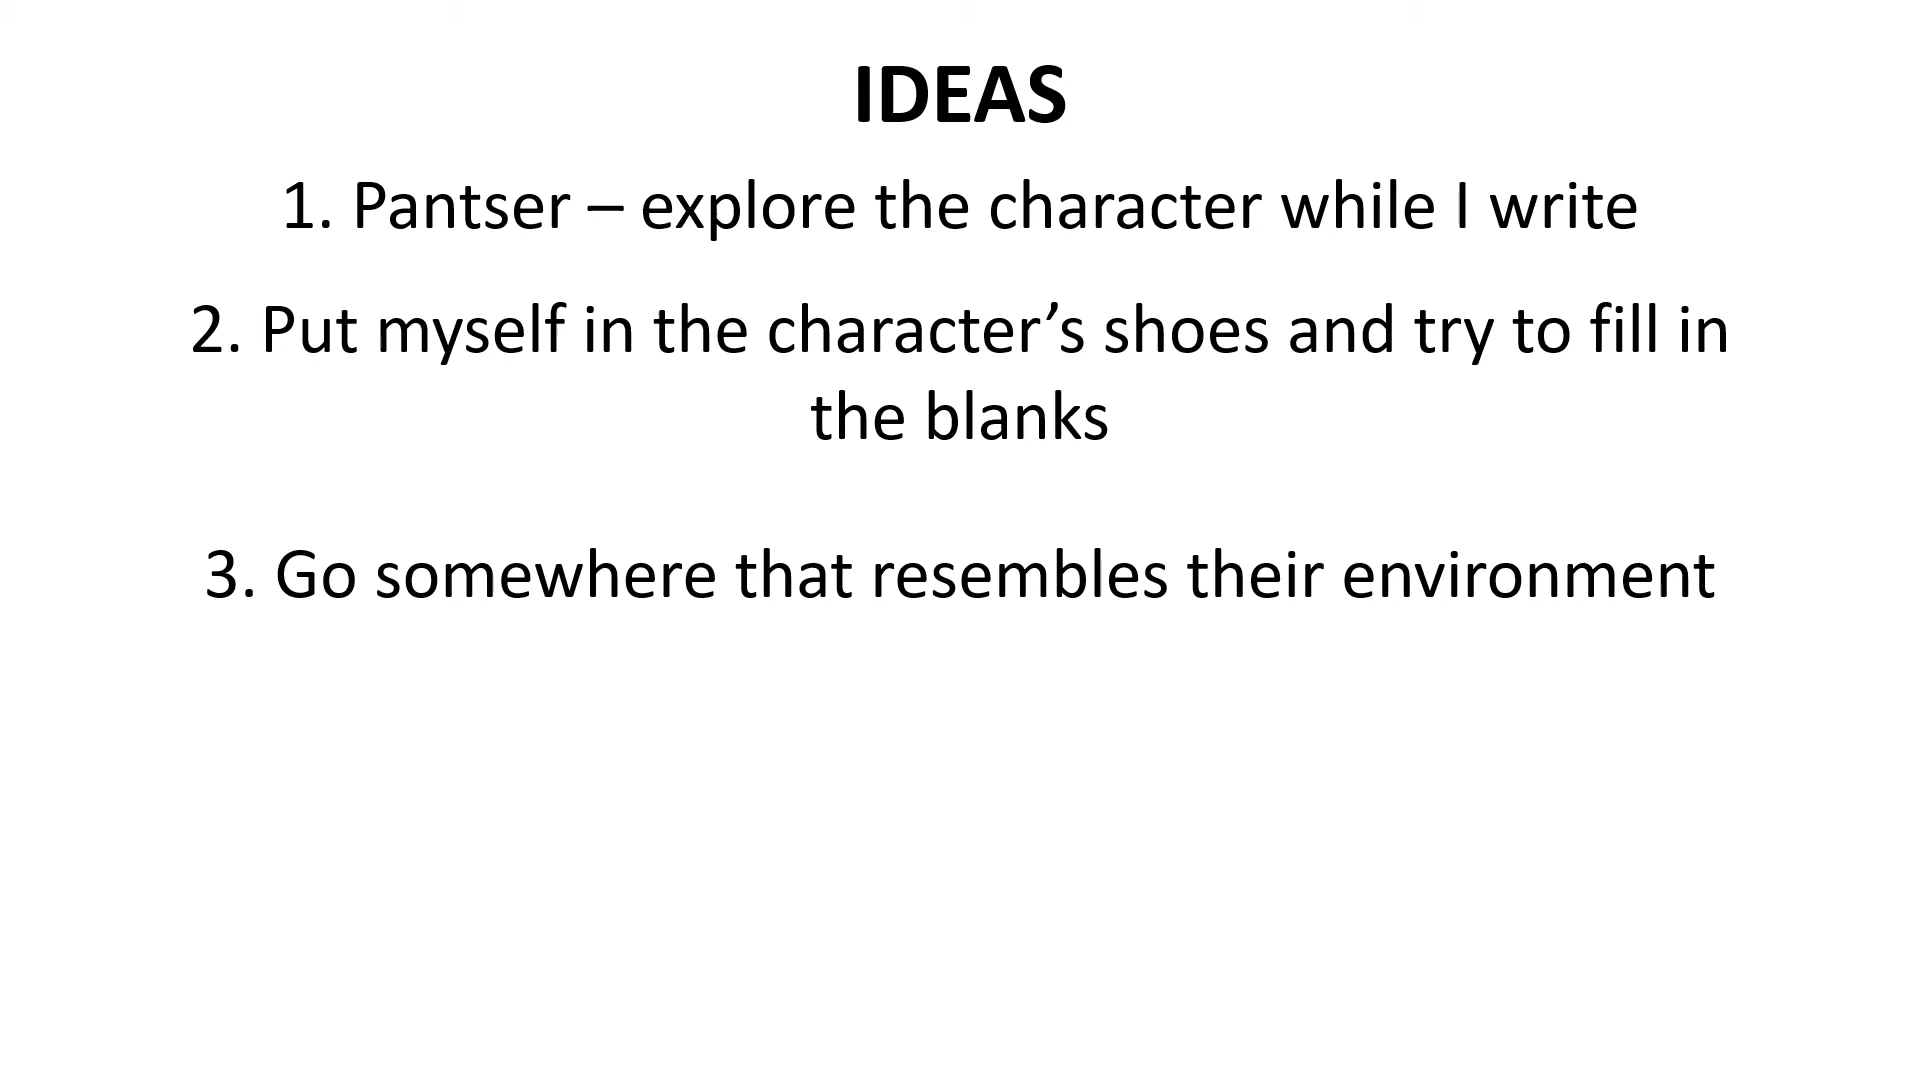 IDEAS
1. Pantser – explore the character while I write
2. Put myself in the character’s shoes and try to fill in
the blanks
3. Go somewhere that resembles their environment